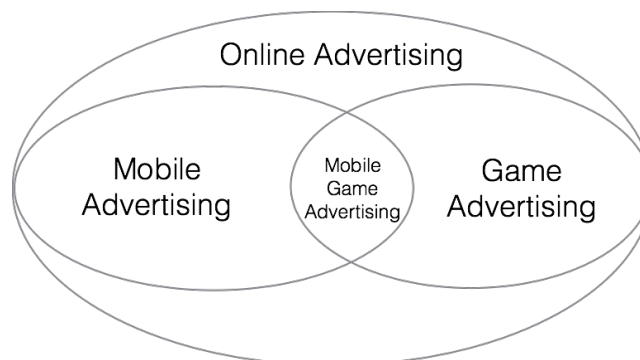 Online Advertising
Mobile
Advertising
Mobile
Game
Advertising
Game
Advertising